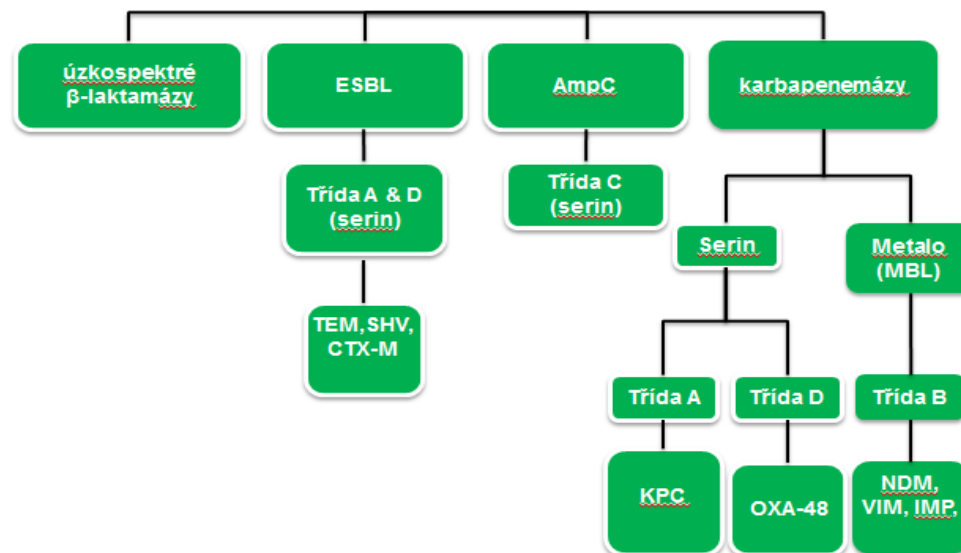 úzkospektré
β-laktamázy
ESBL
AmpC
karbapenemázy
Třída A & D
(serin)
Třída C
(serin)
Serin
Metalo
(MBL)
TEM,SHV,
CTX-M
Třída A
Třída D
Třída B
KPC
OXA-48
NDM,
VIM, IMP,